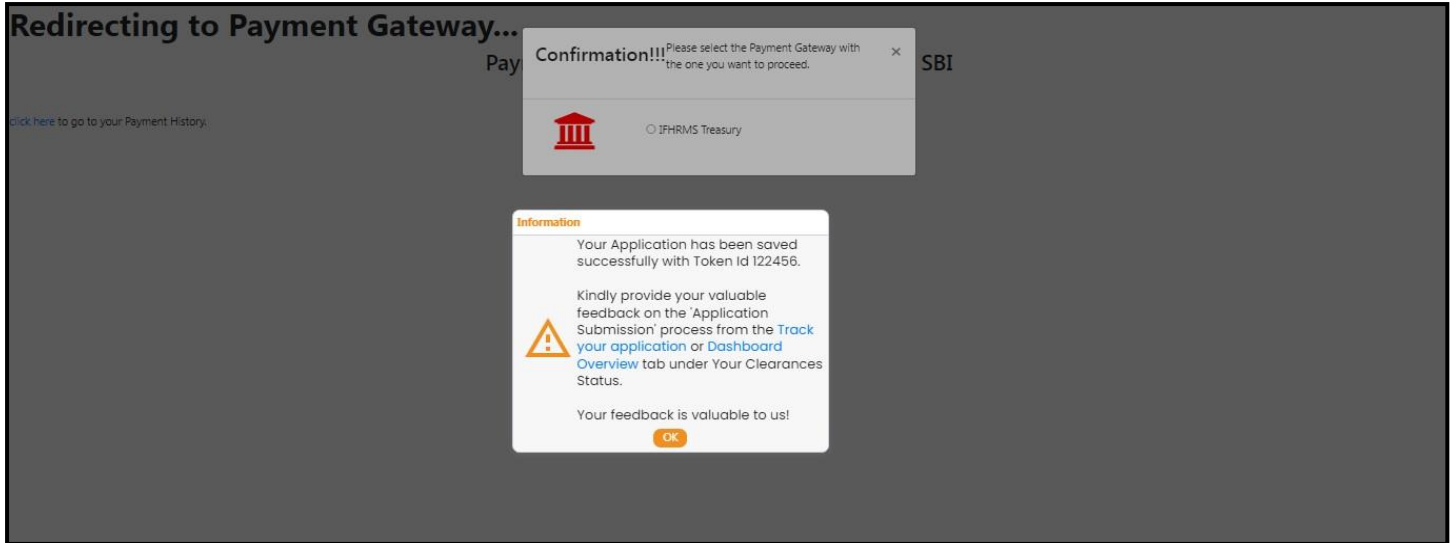 Redirecting to Payment Gateway...
Pay SBI
Confirmation!!! Please select the Payment Gateway with
the one you want to proceed. ×
click here to go to your Payment History.
IFHRMS Treasury
Information
Your Application has been saved
successfully with Token Id 122456.
Kindly provide your valuable
feedback on the 'Application
Submission' process from the Track
your application or Dashboard
Overview tab under Your Clearances
Status.
Your feedback is valuable to us!
OK